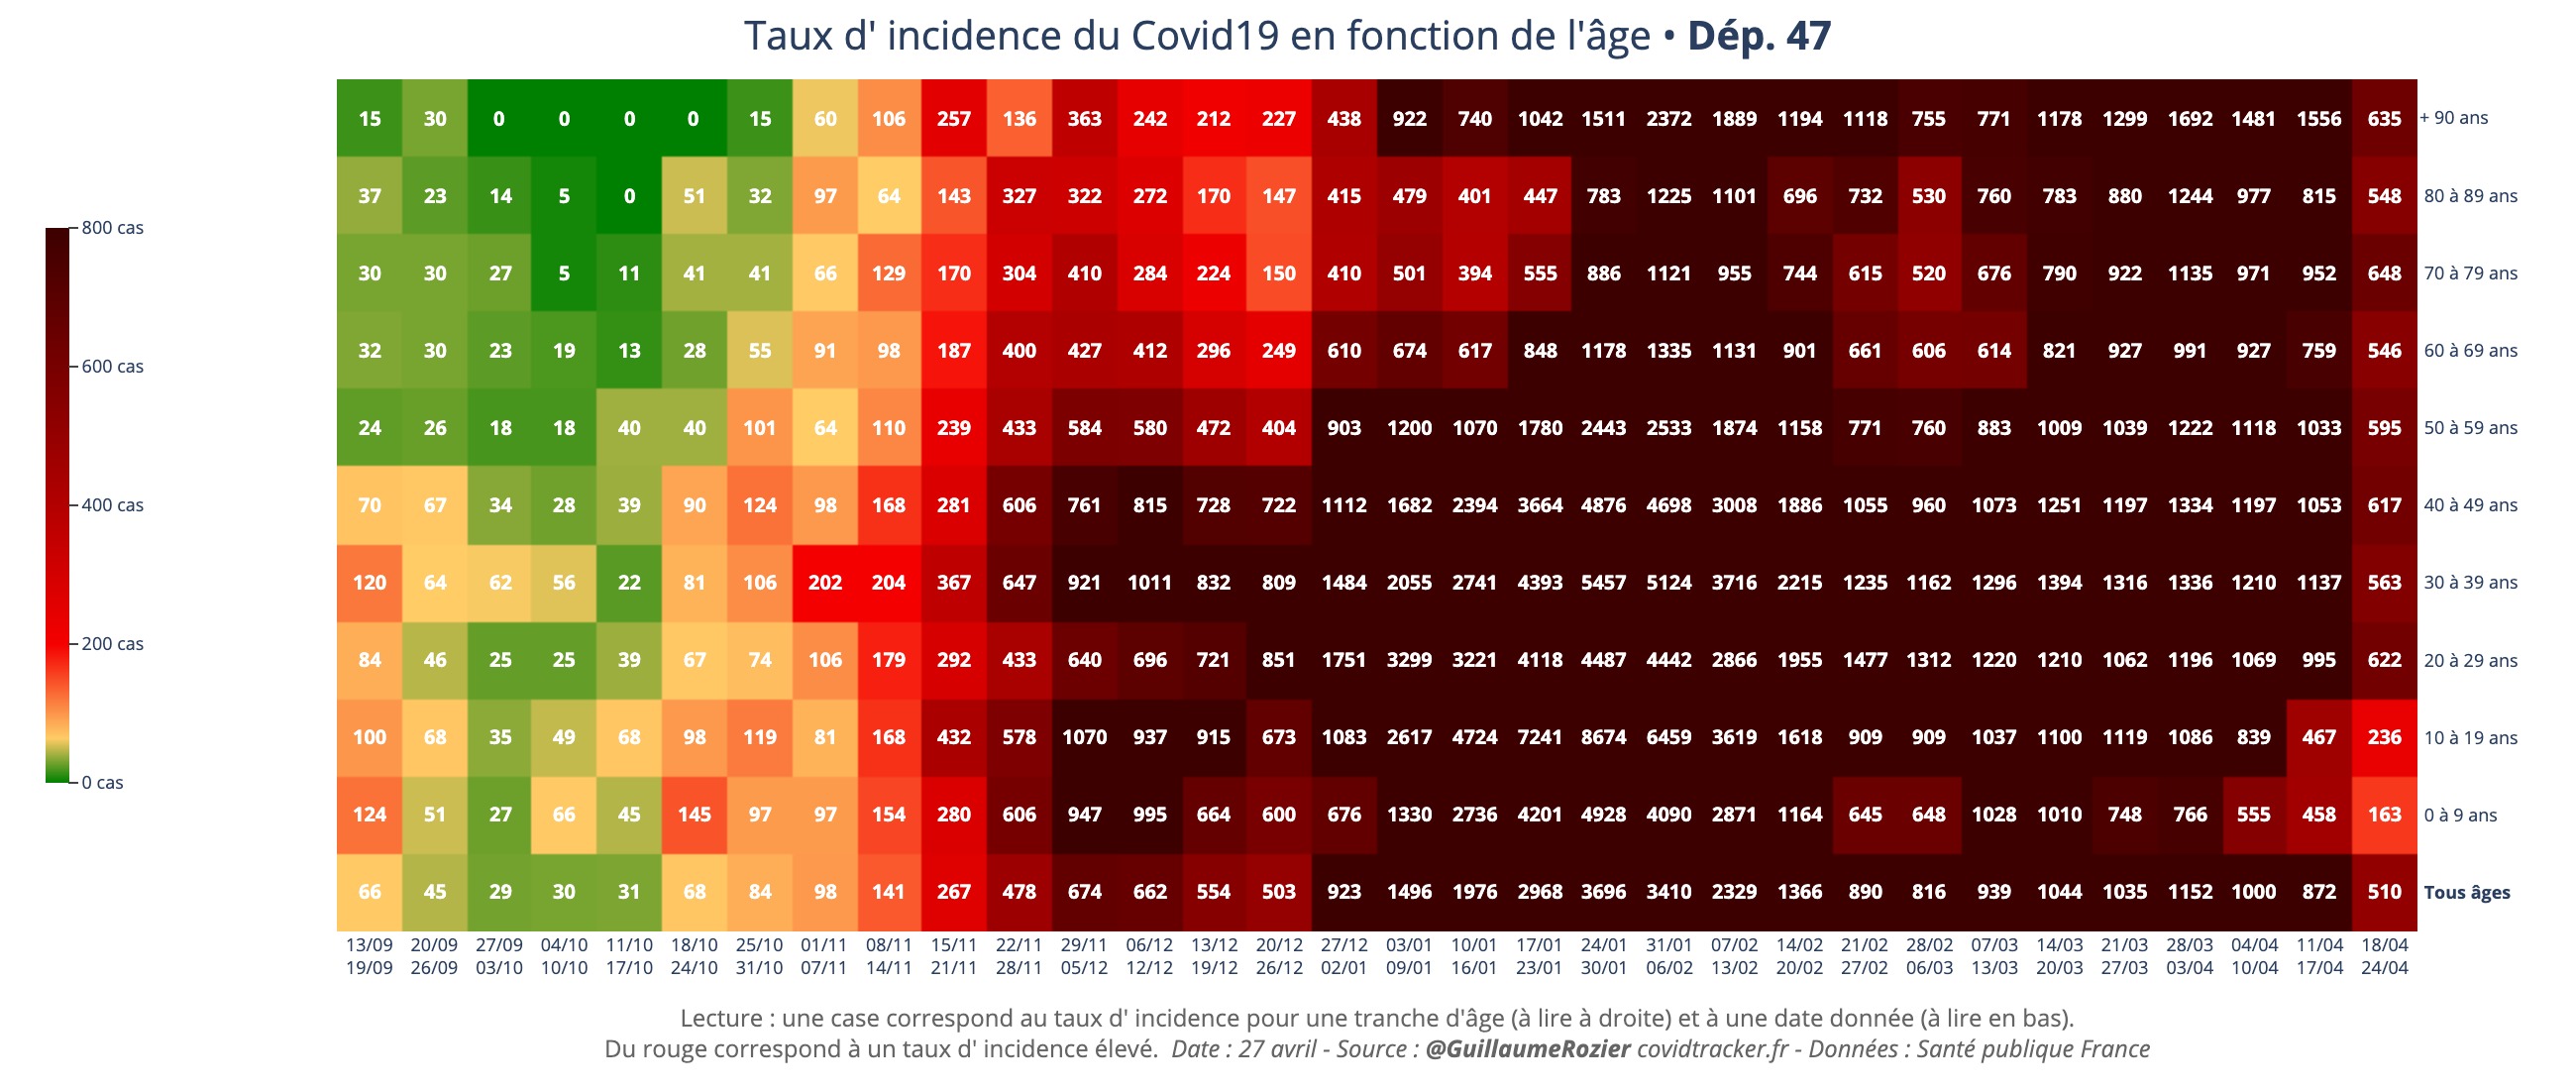 Taux d' incidence du Covid19 en fonction de l'âge • Dép. 47
15 30 0 0 0 0 15 60 106 257 136 363 242 212 227 438 922 740 1042 1511 2372 1889 1194 1118 755 771 1178 1299 1692 1481 1556 635 + 90 ans
37 23 14 5 0 51 32 97 64 143 327 322 272 170 147 415 479 401 447 783 1225 1101 696 732 530 760 783 880 1244 977 815 548 80 à 89 ans
800 cas
30 30 27 5 11 41 41 66 129 170 304 410 284 224 150 410 501 394 555 886 1121 955 744 615 520 676 790 922 1135 971 952 648 70 à 79 ans
32 30 23 19 13 28 55 91 98 187 400 427 412 296 249 610 674 617 848 1178 1335 1131 901 661 606 614 821 927 991 927 759 546 60 à 69 ans
600 cas
24 26 18 18 40 40 101 64 110 239 433 584 580 472 404 903 1200 1070 1780 2443 2533 1874 1158 771 760 883 1009 1039 1222 1118 1033 595 50 à 59 ans
400 cas
70 67 34 28 39 90 124 98 168 281 606 761 815 728 722 1112 1682 2394 3664 4876 4698 3008 1886 1055 960 1073 1251 1197 1334 1197 1053 617 40 à 49 ans
120 64 62 56 22 81 106 202 204 367 647 921 1011 832 809 1484 2055 2741 4393 5457 5124 3716 2215 1235 1162 1296 1394 1316 1336 1210 1137 563 30 à 39 ans
200 cas
84 46 25 25 39 67 74 106 179 292 433 640 696 721 851 1751 3299 3221 4118 4487 4442 2866 1955 1477 1312 1220 1210 1062 1196 1069 995 622 20 à 29 ans
100 68 35 49 68 98 119 81 168 432 578 1070 937 915 673 1083 2617 4724 7241 8674 6459 3619 1618 909 909 1037 1100 1119 1086 839 467 236 10 à 19 ans
0 cas
124 51 27 66 45 145 97 97 154 280 606 947 995 664 600 676 1330 2736 4201 4928 4090 2871 1164 645 648 1028 1010 748 766 555 458 163 0 à 9 ans
66 45 29 30 31 68 84 98 141 267 478 674 662 554 503 923 1496 1976 2968 3696 3410 2329 1366 890 816 939 1044 1035 1152 1000 872 510 Tous âges
13/09 20/09 27/09 04/10 11/10 18/10 25/10 01/11 08/11 15/11 22/11 29/11 06/12 13/12 20/12 27/12 03/01 10/01 17/01 24/01 31/01 07/02 14/02 21/02 28/02 07/03 14/03 21/03 28/03 04/04 11/04 18/04
19/09 26/09 03/10 10/10 17/10 24/10 31/10 07/11 14/11 21/11 28/11 05/12 12/12 19/12 26/12 02/01 09/01 16/01 23/01 30/01 06/02 13/02 20/02 27/02 06/03 13/03 20/03 27/03 03/04 10/04 17/04 24/04
Lecture : une case correspond au taux d' incidence pour une tranche d'âge (à lire à droite) et à une date donnée (à lire en bas).
Du rouge correspond à un taux d' incidence élevé. Date : 27 avril - Source : @GuillaumeRozier covidtracker.fr - Données : Santé publique France